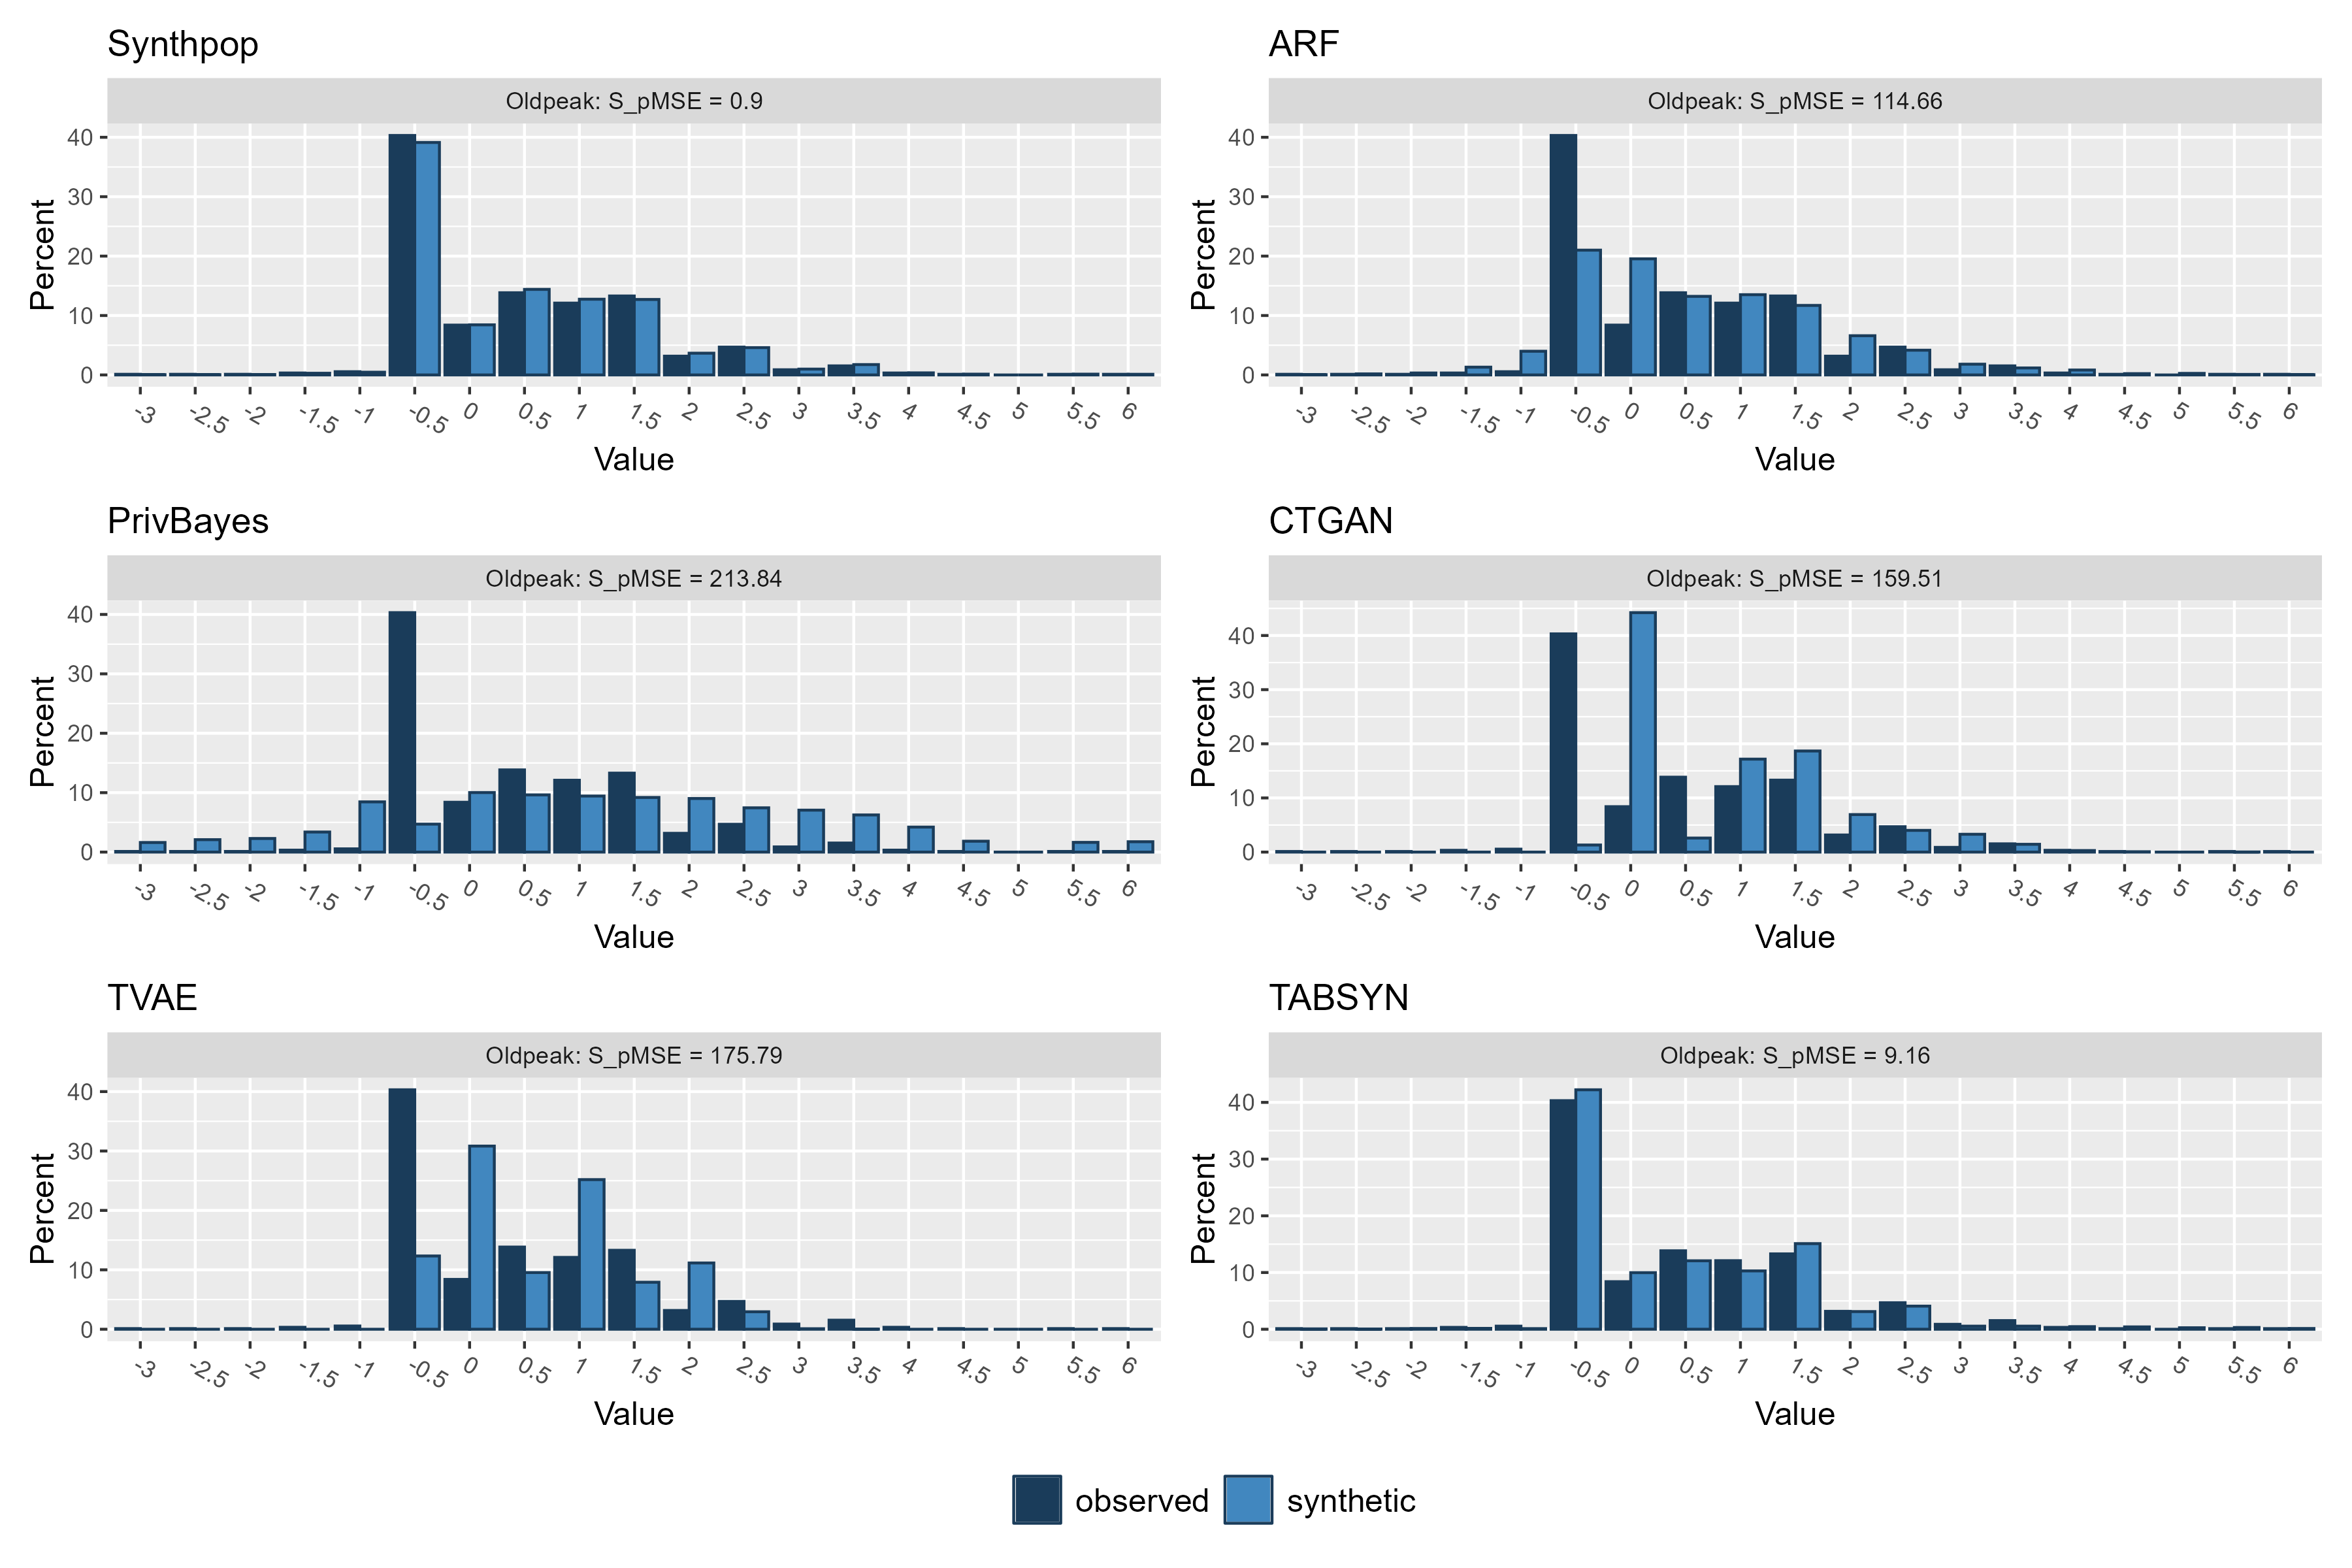 Synthpop
Oldpeak: S_pMSE = 0.9
Percent
40
30
20
10
0
-3 -2.5 -2 -1.5 -1 -0.5 0 0.5 1 1.5 2 2.5 3 3.5 4 4.5 5 5.5 6
Value
ARF
Oldpeak: S_pMSE = 114.66
Percent
40
30
20
10
0
-3 -2.5 -2 -1.5 -1 -0.5 0 0.5 1 1.5 2 2.5 3 3.5 4 4.5 5 5.5 6
Value
PrivBayes
Oldpeak: S_pMSE = 213.84
Percent
40
30
20
10
0
-3 -2.5 -2 -1.5 -1 -0.5 0 0.5 1 1.5 2 2.5 3 3.5 4 4.5 5 5.5 6
Value
CTGAN
Oldpeak: S_pMSE = 159.51
Percent
40
30
20
10
0
-3 -2.5 -2 -1.5 -1 -0.5 0 0.5 1 1.5 2 2.5 3 3.5 4 4.5 5 5.5 6
Value
TVAE
Oldpeak: S_pMSE = 175.79
Percent
40
30
20
10
0
-3 -2.5 -2 -1.5 -1 -0.5 0 0.5 1 1.5 2 2.5 3 3.5 4 4.5 5 5.5 6
Value
TABSYN
Oldpeak: S_pMSE = 9.16
Percent
40
30
20
10
0
-3 -2.5 -2 -1.5 -1 -0.5 0 0.5 1 1.5 2 2.5 3 3.5 4 4.5 5 5.5 6
Value
observed synthetic